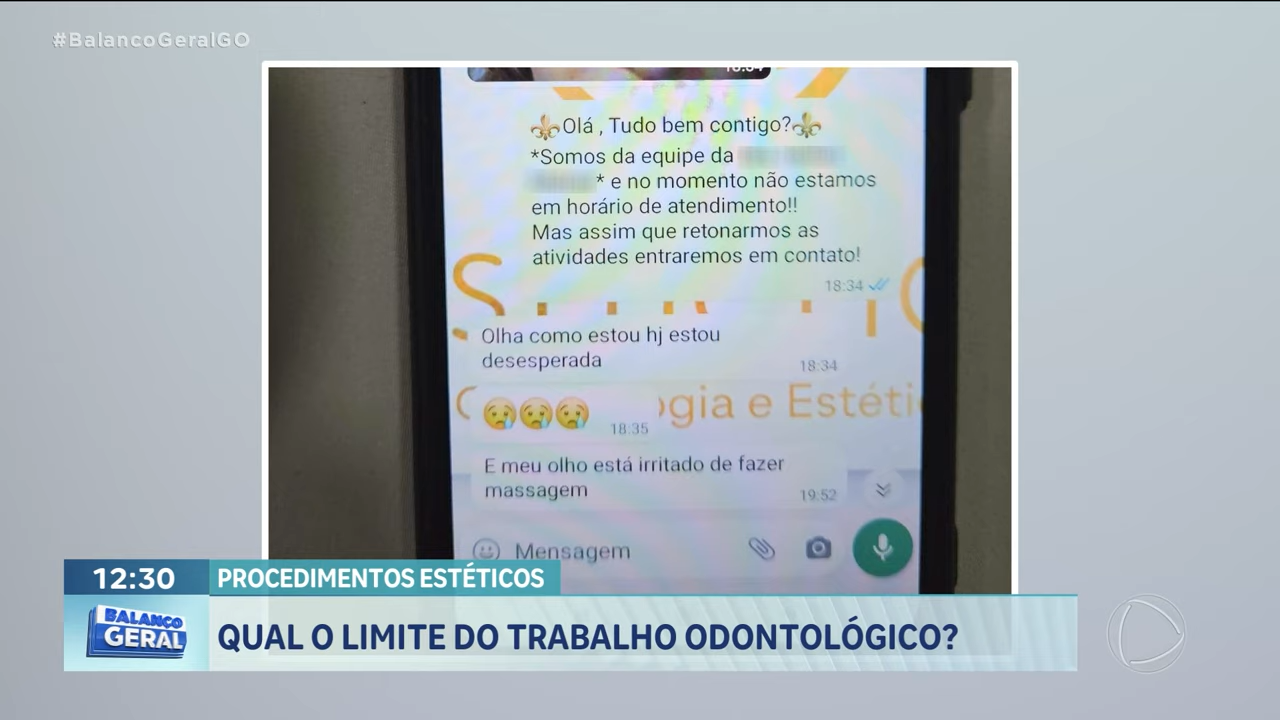 #BalancoGeralGO
18:34
Olá , Tudo bem contigo?
*Somos da equipe da
* e no momento não estamos
em horário de atendimento!!
Mas assim que retonarmos as
atividades entraremos em contato!
18:34
Olha como estou hj estou
desesperada
18:34
ogia e Estéti
18:35
E meu olho está irritado de fazer
massagem
19:52
Mensagem
12:30 PROCEDIMENTOS ESTÉTICOS
BALANÇO
GERAL
QUAL O LIMITE DO TRABALHO ODONTOLÓGICO?